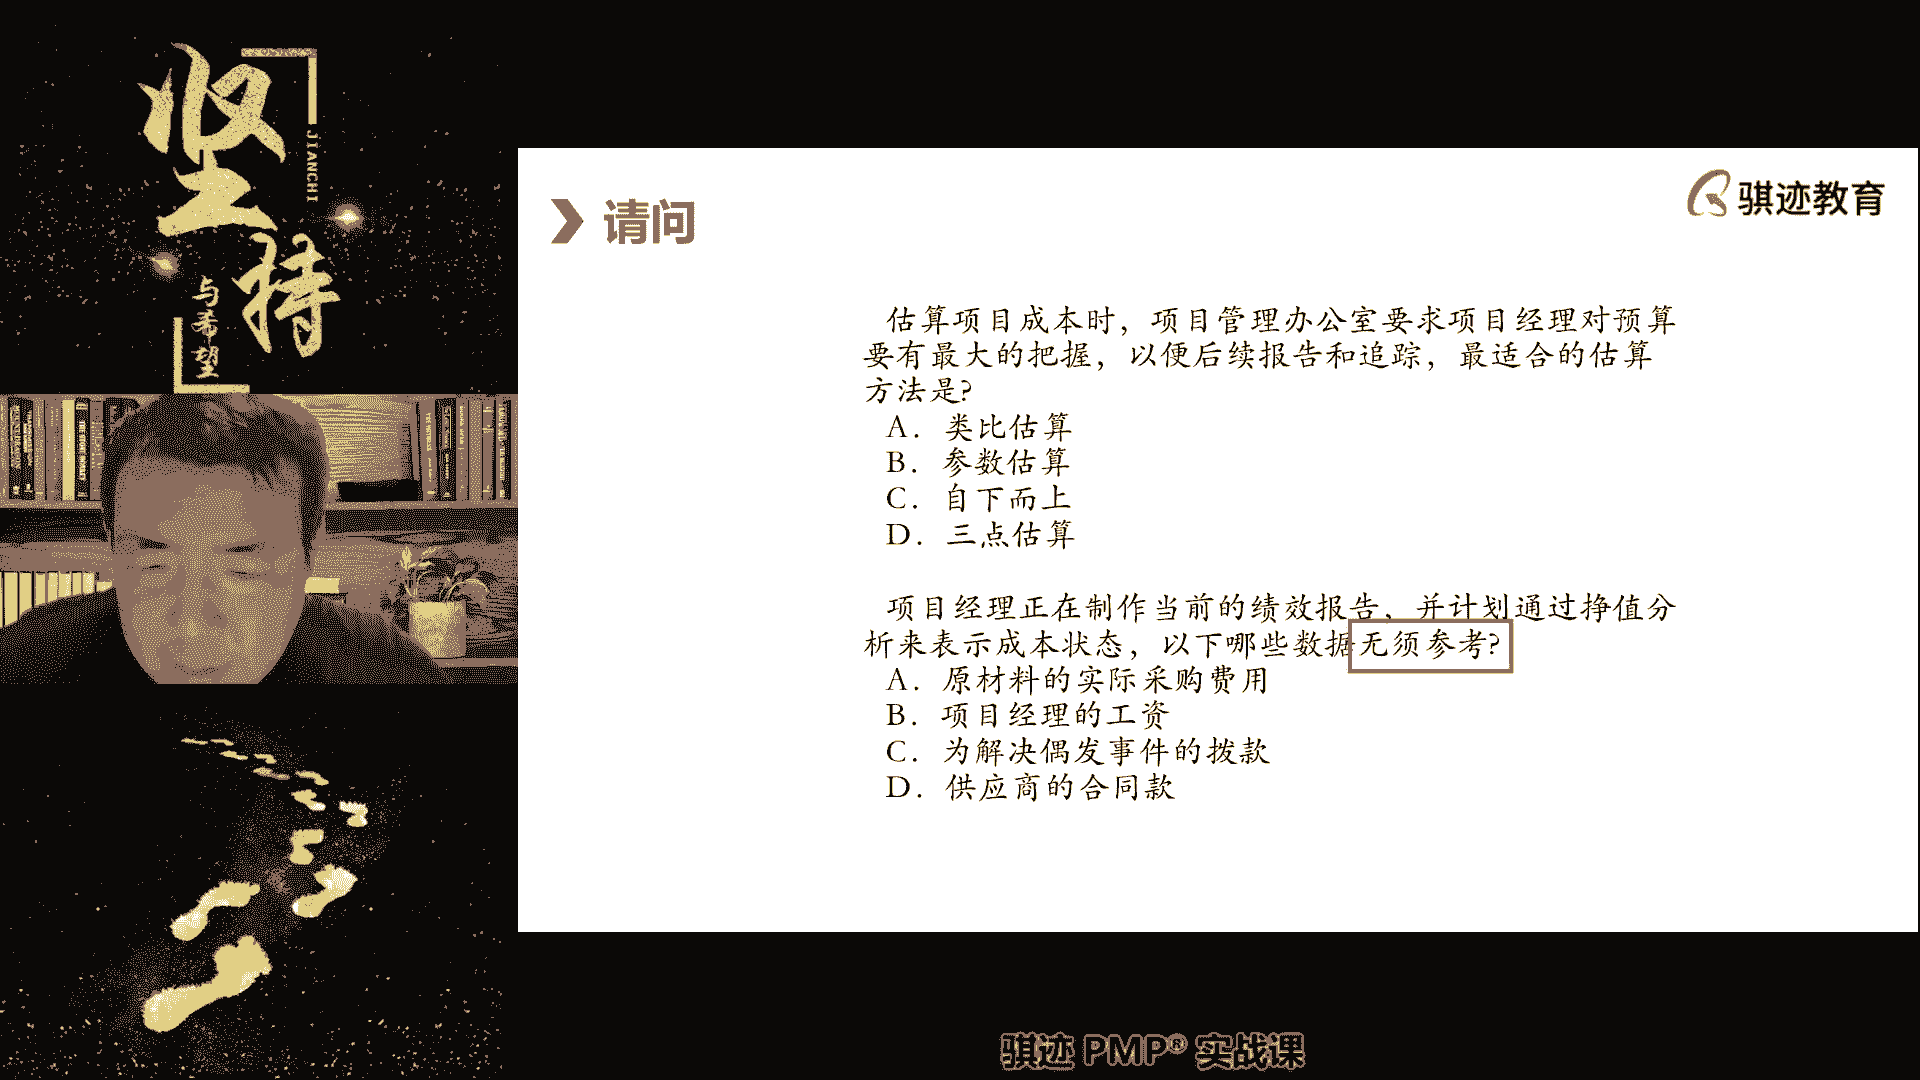 坚持
JIANCHI
与希望
骐迹教育
请问
估算项目成本时，项目管理办公室要求项目经理对预算
要有最大的把握，以便后续报告和追踪，最适合的估算
方法是?
A. 类比估算
B. 参数估算
C. 自下而上
D. 三点估算
项目经理正在制作当前的绩效报告，并计划通过挣值分
析来表示成本状态，以下哪些数据无须参考?
A. 原材料的实际采购费用
B. 项目经理的工资
C. 为解决偶发事件的拨款
D. 供应商的合同款
骐迹 PMP® 实战课